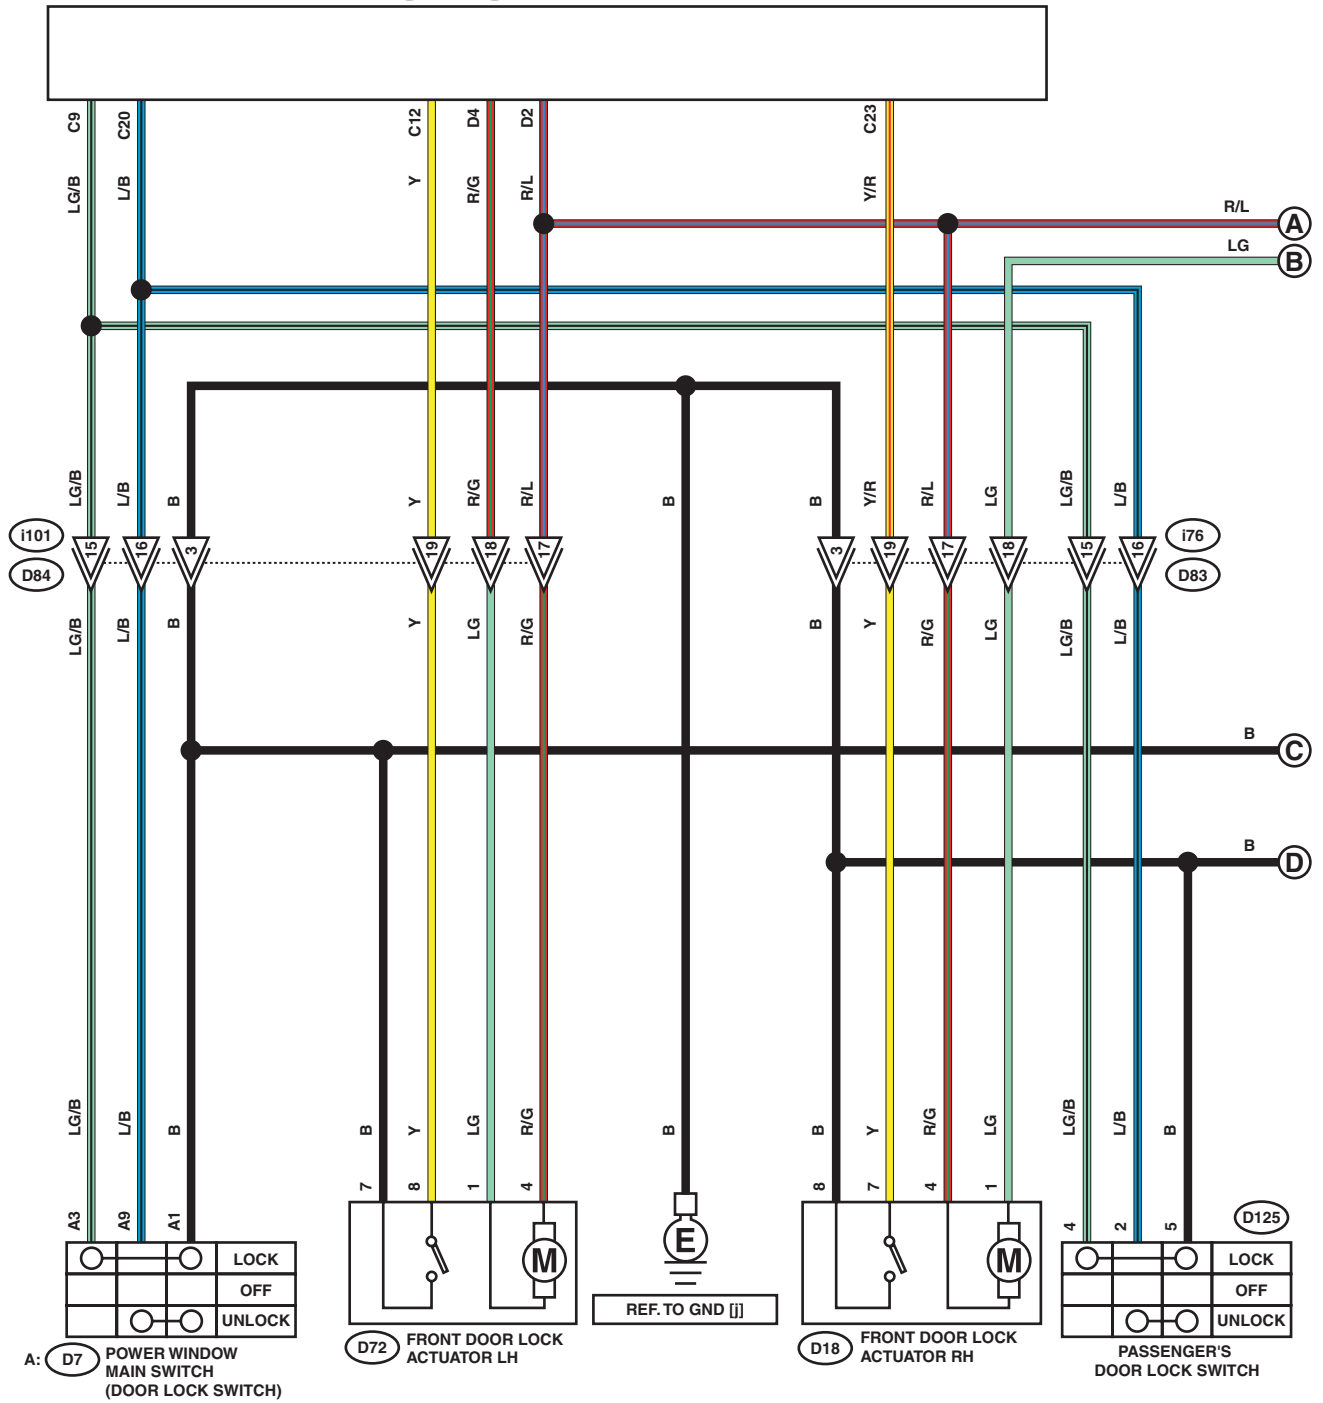 C9
C20
C12
D4
D2
C23
LG/B
L/B
Y
R/G
R/L
Y/R
R/L
A
LG
B
LG/B
L/B
B
Y
R/G
R/L
B
B
Y/R
R/L
LG
LG/B
L/B
i101
15
16
3
19
18
17
3
19
17
18
15
16
i76
D84
D83
LG/B
L/B
B
Y
LG
R/G
B
Y
R/G
LG
LG/B
L/B
B
C
B
D
LG/B
L/B
B
B
Y
LG
R/G
B
B
Y
R/G
LG
LG/B
L/B
B
A3
A9
A1
7
8
1
4
8
7
4
1
4
2
5
D125
LOCK
OFF
UNLOCK
M
E
M
LOCK
OFF
UNLOCK
REF. TO GND [j]
A: D7
POWER WINDOW
MAIN SWITCH
(DOOR LOCK SWITCH)
D72
FRONT DOOR LOCK
ACTUATOR LH
D18
FRONT DOOR LOCK
ACTUATOR RH
PASSENGER'S
DOOR LOCK SWITCH